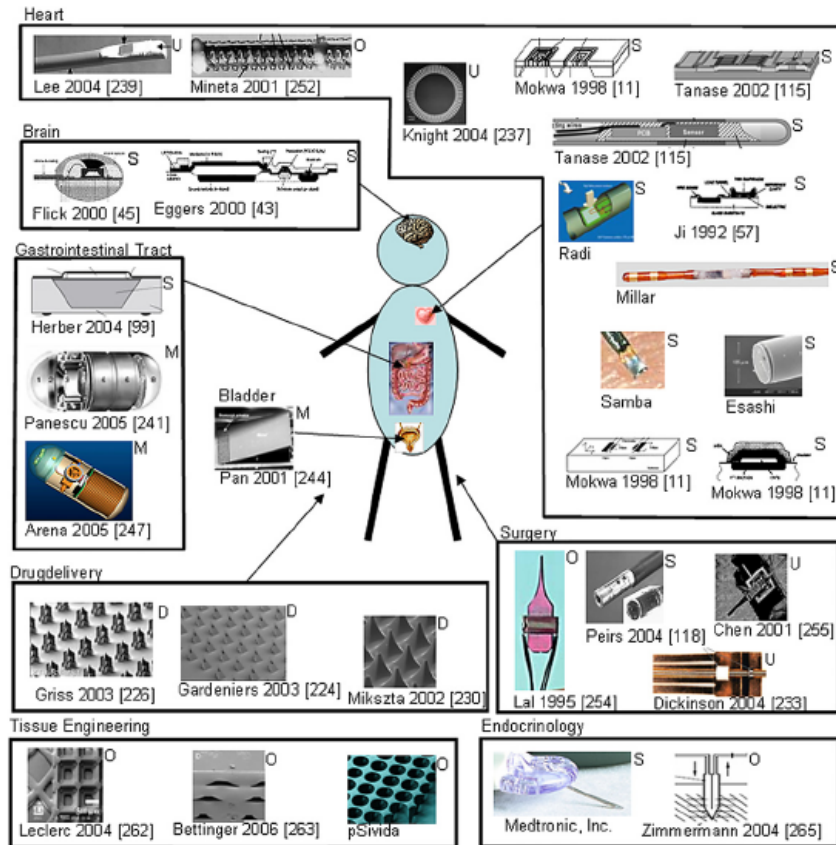 Heart
U
Lee 2004 [239]
O
Mineta 2001 [252]
U
Knight 2004 [237]
S
Mokwa 1998 [11]
S
Tanase 2002 [115]
PCB
Sensor
S
Tanase 2002 [115]
S
Radi
S
Ji 1992 [57]
S
Millar
S
Samba
S
Esashi
S
Mokwa 1998 [11]
S
Mokwa 1998 [11]
Brain
S
Flick 2000 [45]
S
Eggers 2000 [43]
Gastrointestinal Tract
S
Herber 2004 [99]
M
Panescu 2005 [241]
M
Arena 2005 [247]
Bladder
M
Pan 2001 [244]
Drugdelivery
D
Griss 2003 [226]
D
Gardeniers 2003 [224]
D
Mikszta 2002 [230]
Surgery
O
Lal 1995 [254]
S
Peirs 2004 [118]
U
Chen 2001 [255]
U
Dickinson 2004 [233]
Tissue Engineering
O
Leclerc 2004 [262]
O
Bettinger 2006 [263]
O
pSivida
Endocrinology
S
Medtronic, Inc.
O
Zimmermann 2004 [265]